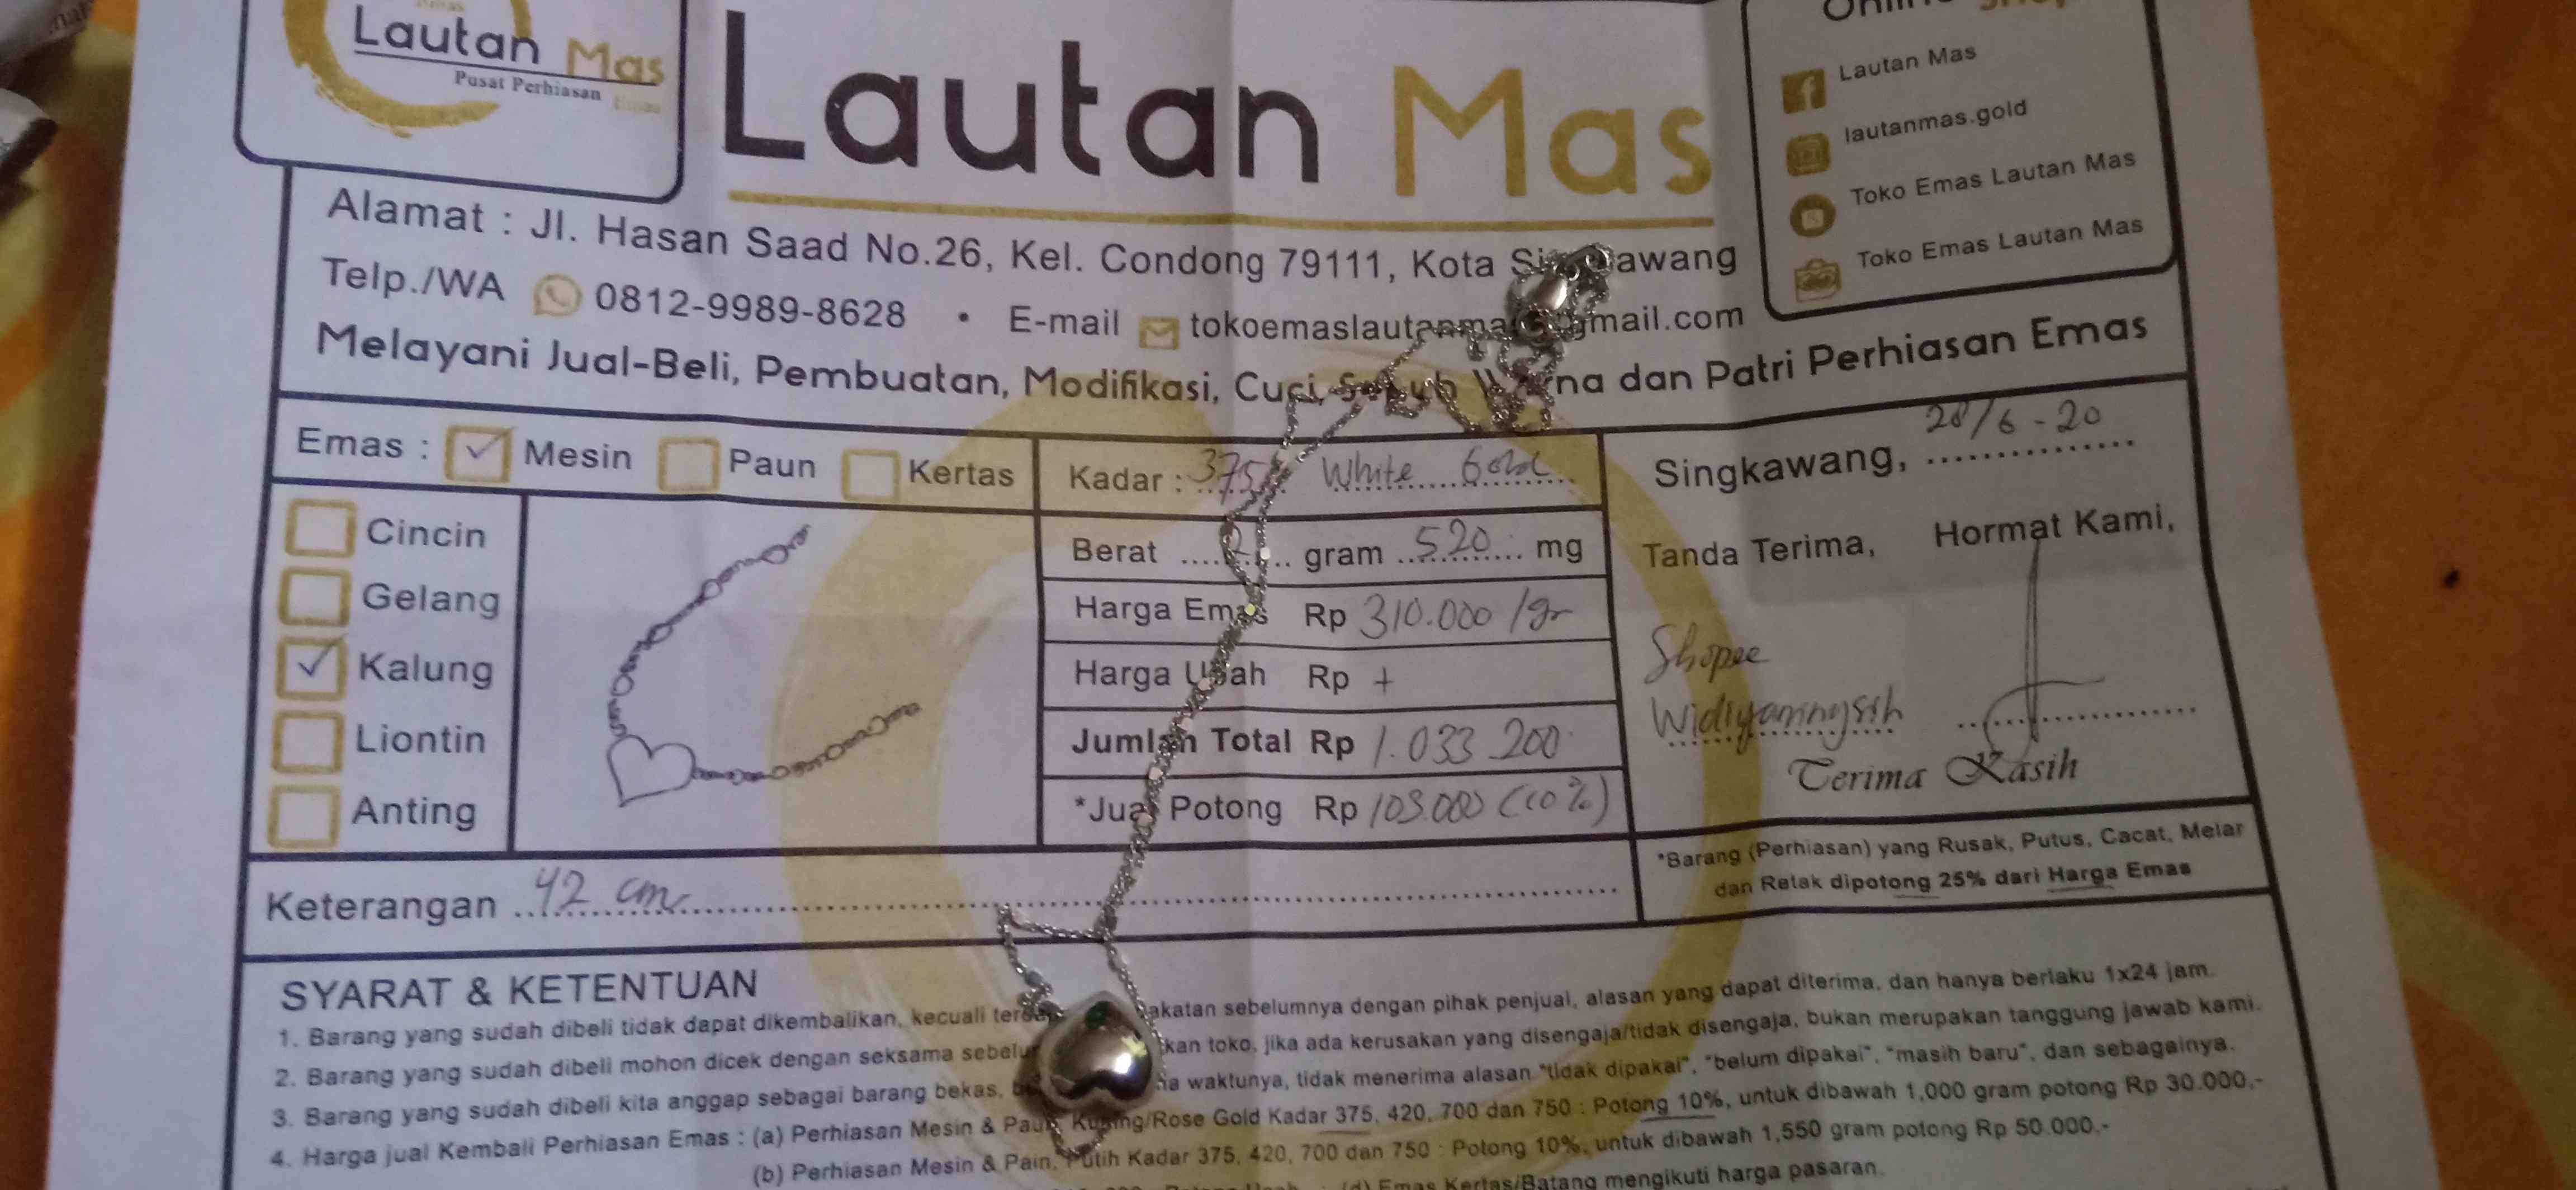 Lautan Mas
Pusat Perhiasan
Lautan Mas
Lautan Mas
lautanmas.gold
Toko Emas Lautan Mas
Toko Emas Lautan Mas
Alamat : Jl. Hasan Saad No.26, Kel. Condong 79111, Kota
Telp./WA 0812-9989-8628 • E-mail
Melayani Jual-Beli, Pembuatan, Modifikasi, Cuci, dan Patri Perhiasan Emas
Emas : Mesin Paun Kertas
Cincin
Gelang
Kalung
Liontin
Anting
Kadar : 375 White Gold
Berat gram 520 mg
Harga Emas Rp 310.000 /gr
Harga Rp +
Jumlah Total Rp 1.033.200
Potong Rp 103.000 (10%)
Singkawang, 28/6-20
Tanda Terima, Hormat Kami,
Shopee
Terima Kasih
*Barang (Perhiasan) yang Rusak, Putus, Cacat, Melar
dan Retak dipotong 25% dari Harga Emas
Keterangan 42 cm
SYARAT & KETENTUAN
1. Barang yang sudah dibeli tidak dapat dikembalikan, kecuali sebelumnya dengan pihak penjual, alasan yang dapat diterima, dan hanya berlaku 1x24 jam.
2. Barang yang sudah dibeli mohon dicek dengan seksama toko, jika ada kerusakan yang disengaja/tidak disengaja, bukan merupakan tanggung jawab kami.
3. Barang yang sudah dibeli kita anggap sebagai barang bekas, waktunya, tidak menerima alasan "tidak dipakai", "belum dipakai", "masih baru", dan sebagainya.
4. Harga jual Kembali Perhiasan Emas : (a) Perhiasan Mesin & Kuning/Rose Gold Kadar 375, 420, 700 dan 750 : Potong 10%, untuk dibawah 1,000 gram potong Rp 30.000,-
(b) Perhiasan Mesin & Pain, Putih Kadar 375, 420, 700 dan 750 : Potong 10%, untuk dibawah 1,550 gram potong Rp 50.000,-
(d) Emas Kertas/Batang mengikuti harga pasaran.